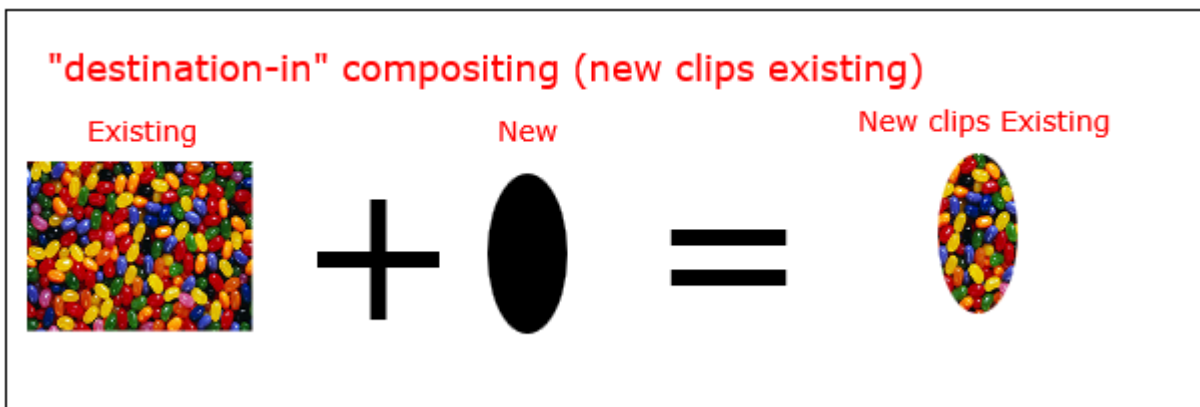 "destination-in" compositing (new clips existing)
Existing
New
New clips Existing